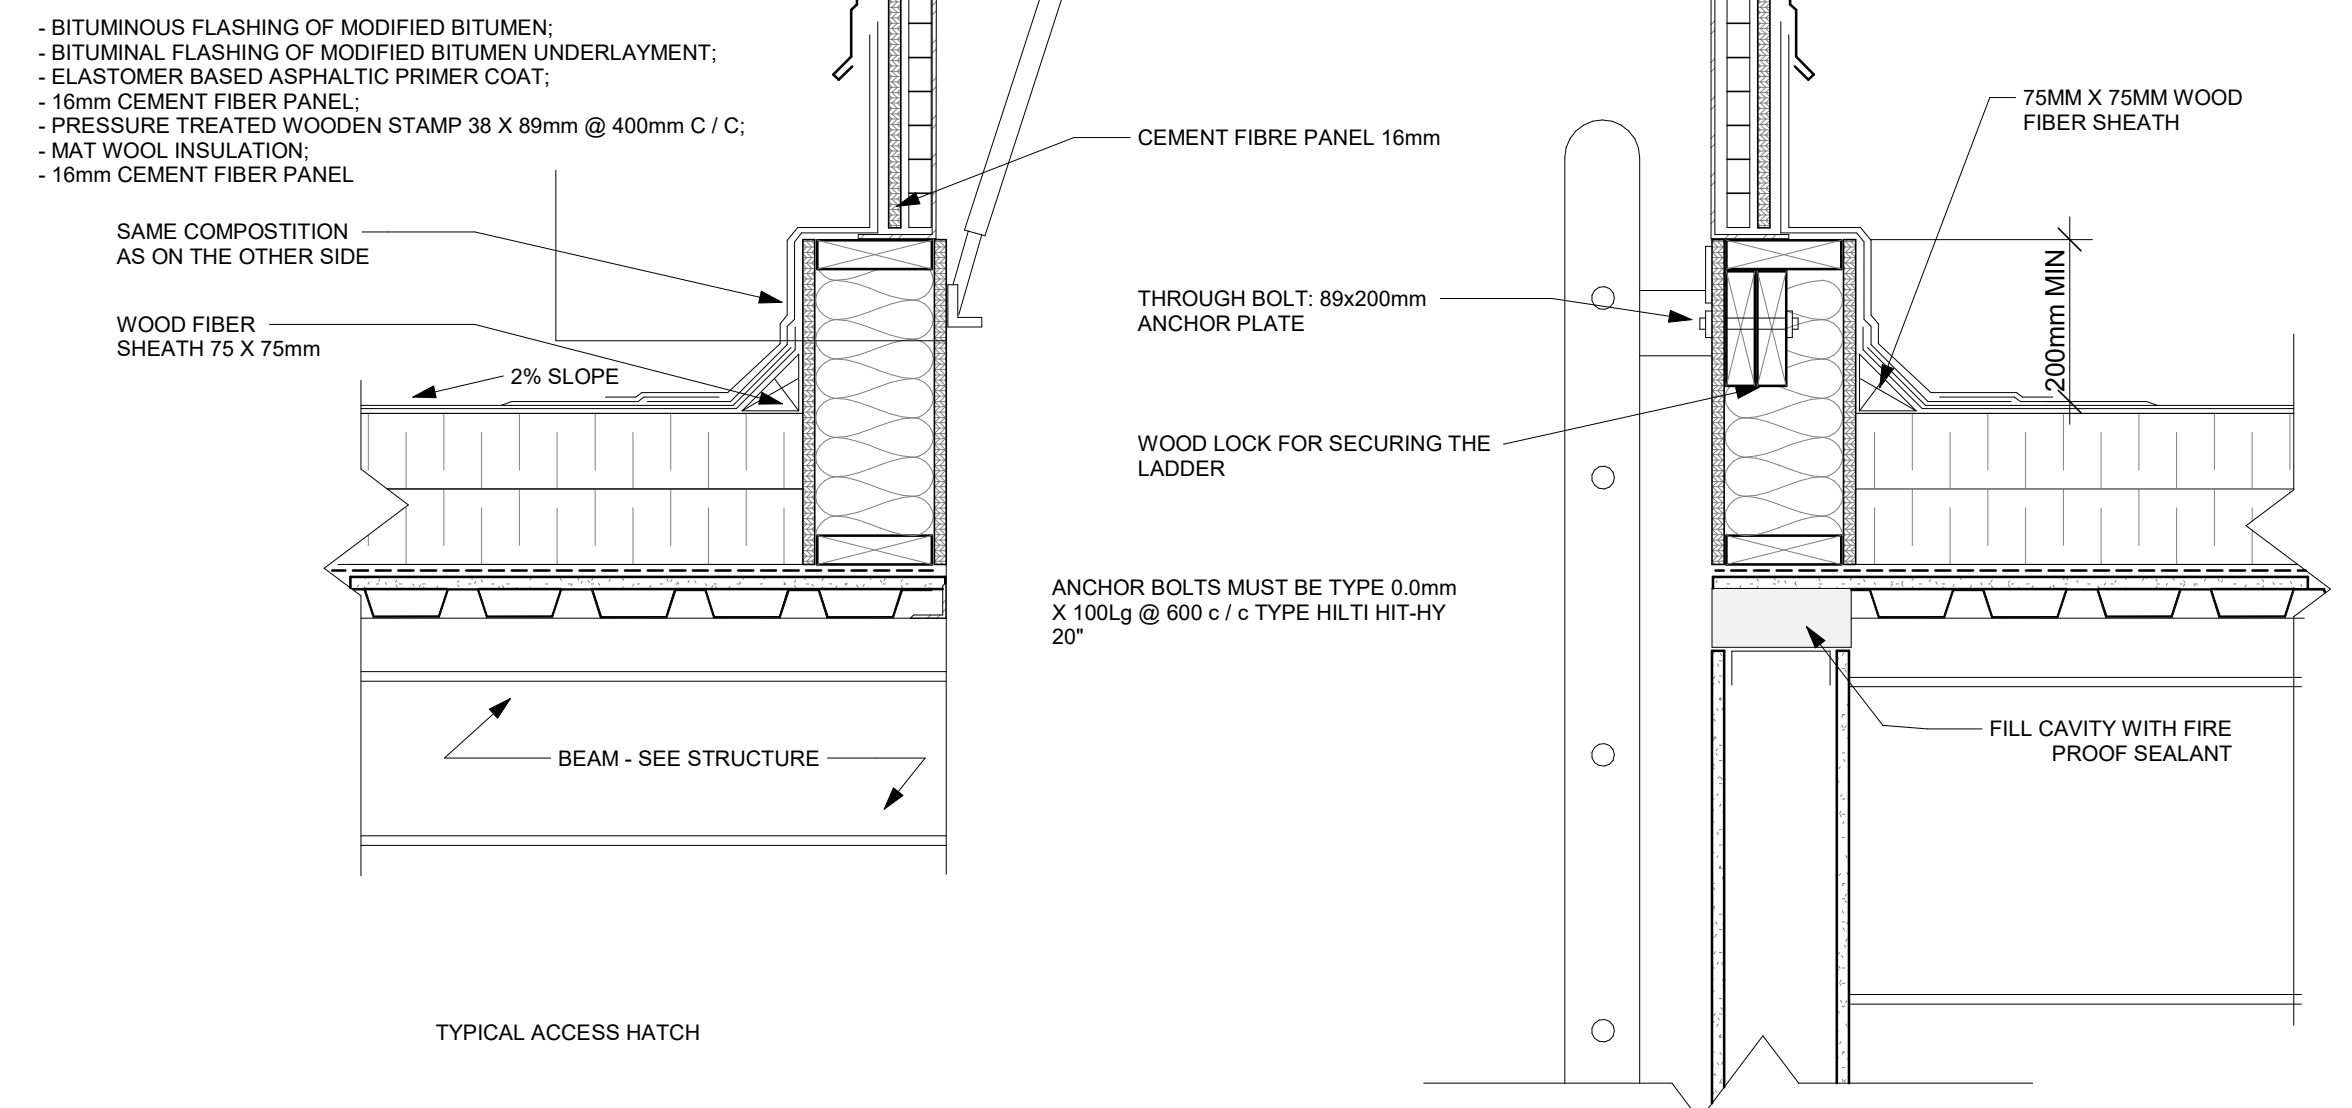 - BITUMINOUS FLASHING OF MODIFIED BITUMEN;
- BITUMINAL FLASHING OF MODIFIED BITUMEN UNDERLAYMENT;
- ELASTOMER BASED ASPHALTIC PRIMER COAT;
- 16mm CEMENT FIBER PANEL;
- PRESSURE TREATED WOODEN STAMP 38 X 89mm @ 400mm C / C;
- MAT WOOL INSULATION;
- 16mm CEMENT FIBER PANEL
SAME COMPOSTITION
AS ON THE OTHER SIDE
WOOD FIBER
SHEATH 75 X 75mm
2% SLOPE
BEAM - SEE STRUCTURE
TYPICAL ACCESS HATCH
CEMENT FIBRE PANEL 16mm
THROUGH BOLT: 89x200mm
ANCHOR PLATE
WOOD LOCK FOR SECURING THE
LADDER
ANCHOR BOLTS MUST BE TYPE 0.0mm
X 100Lg @ 600 c / c TYPE HILTI HIT-HY
20"
75MM X 75MM WOOD
FIBER SHEATH
200mm MIN
FILL CAVITY WITH FIRE
PROOF SEALANT